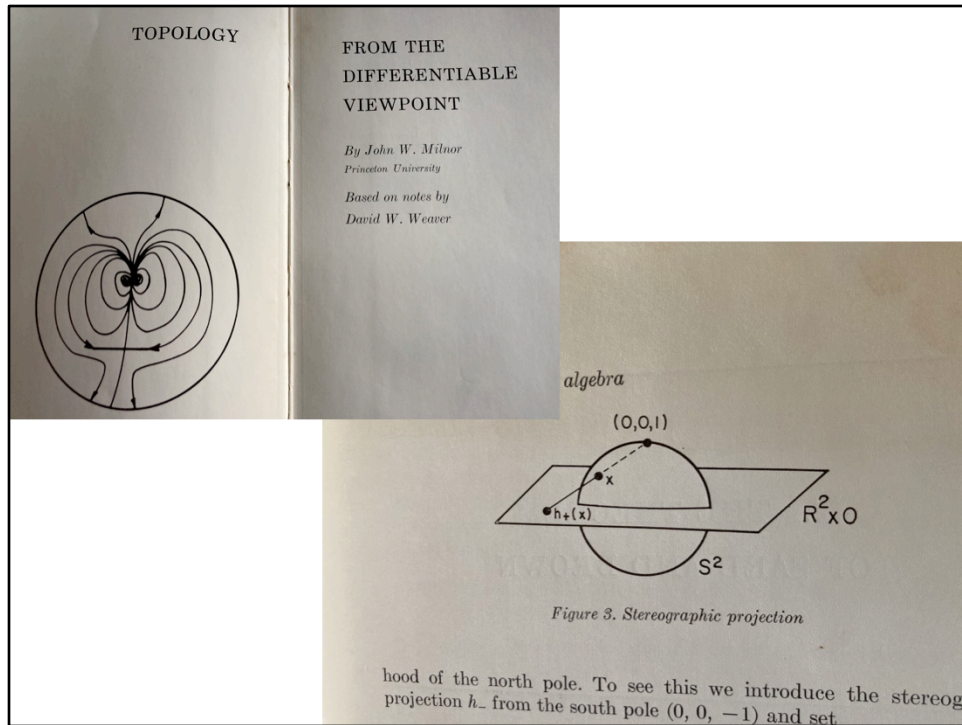 TOPOLOGY
FROM THE
DIFFERENTIABLE
VIEWPOINT
By John W. Milnor
Princeton University
Based on notes by
David W. Weaver
algebra
(0,0,1)
x
h₊(x)
R²x0
S²
Figure 3. Stereographic projection
hood of the north pole. To see this we introduce the stereog
projection h₋ from the south pole (0, 0, −1) and set